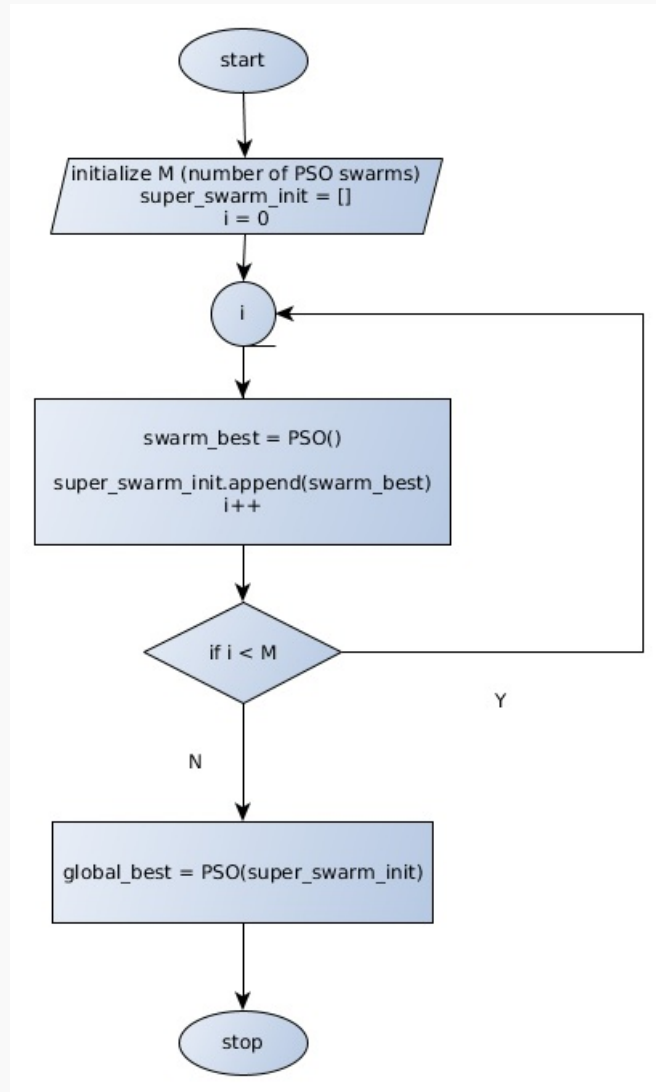 start
initialize M (number of PSO swarms)
super_swarm_init = []
i = 0
i
swarm_best = PSO()
super_swarm_init.append(swarm_best)
i++
if i < M
Y
N
global_best = PSO(super_swarm_init)
stop